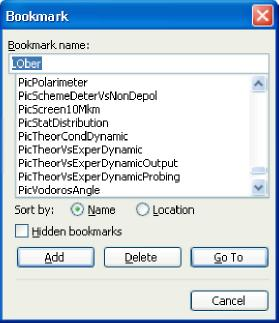 Bookmark
Bookmark name:
LOber
PicPolarimeter
PicSchemeDeterVsNonDepol
PicScreen10Mkm
PicStatDistribution
PicTheorCondDynamic
PicTheorVsExperDynamic
PicTheorVsExperDynamicOutput
PicTheorVsExperDynamicProbing
PicVodorosAngle
Sort by:
Name
Location
Hidden bookmarks
Add
Delete
Go To
Cancel